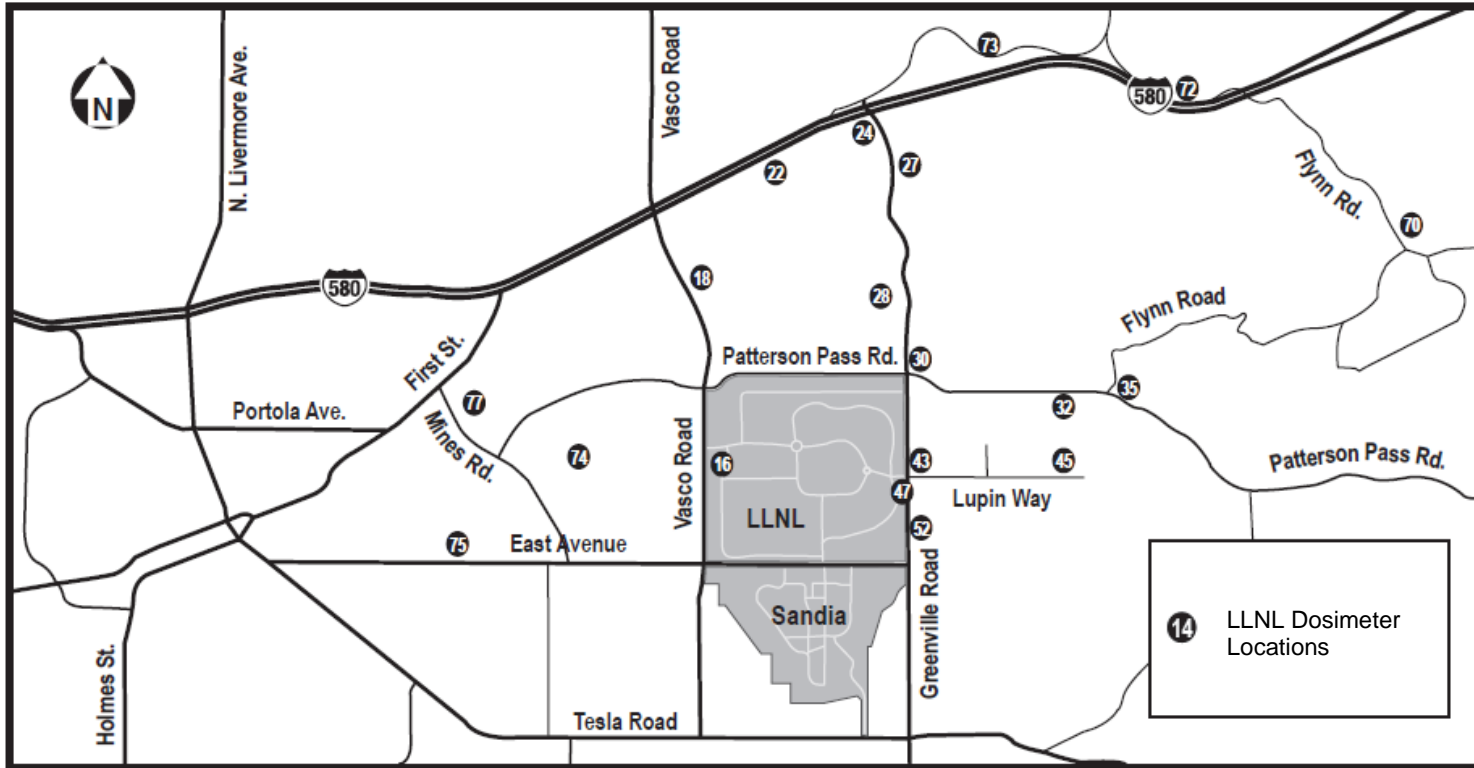 N
N. Livermore Ave.
Vasco Road
73
72
580
24
22
27
Flynn Rd.
70
18
28
580
Flynn Road
First St.
Patterson Pass Rd.
30
35
32
77
Portola Ave.
Mines Rd.
74
Vasco Road
16
43
45
Patterson Pass Rd.
47
Lupin Way
LLNL
52
75
East Avenue
Sandia
Greenville Road
14
LLNL Dosimeter
Locations
Holmes St.
Tesla Road